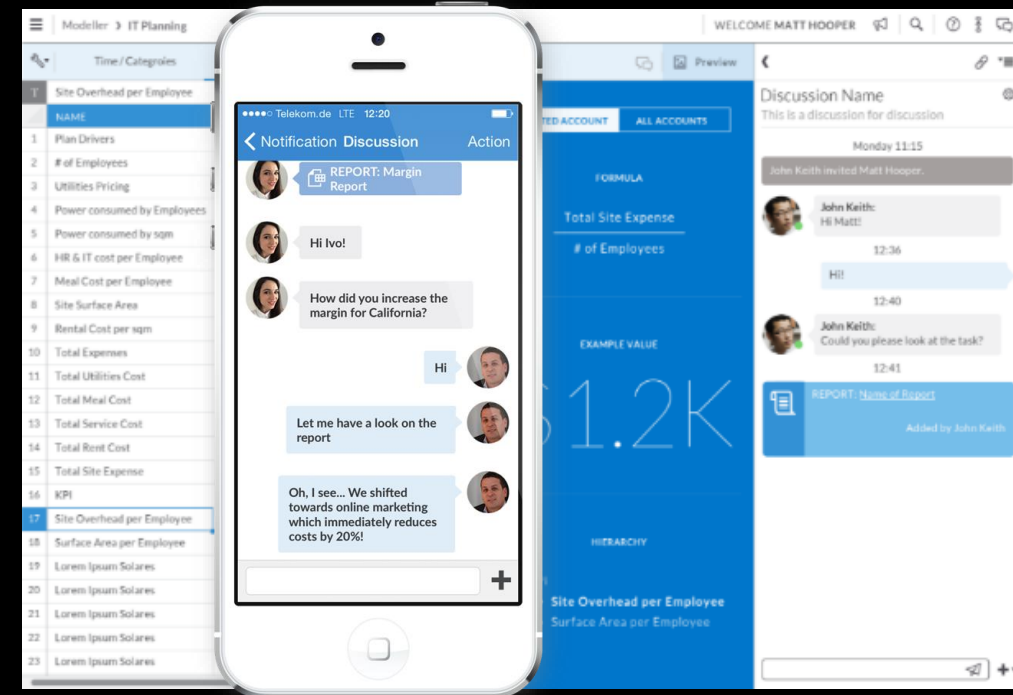 Modeller > IT Planning
WELCOME MATT HOOPER
Time/Categroies
Preview
T Site Overhead per Employee
NAME
1 Plan Drivers
2 # of Employees
3 Utilities Pricing
4 Power consumed by Employees
5 Power consumed by sqm
6 HR & IT cost per Employee
7 Meal Cost per Employee
8 Site Surface Area
9 Rental Cost per sqm
10 Total Expenses
11 Total Utilities Cost
12 Total Meal Cost
13 Total Service Cost
14 Total Rent Cost
15 Total Site Expense
16 KPI
17 Site Overhead per Employee
18 Surface Area per Employee
19 Lorem Ipsum Solares
20 Lorem Ipsum Solares
21 Lorem Ipsum Solares
22 Lorem Ipsum Solares
23 Lorem Ipsum Solares
Telekom.de LTE 12:20
Notification Discussion Action
REPORT: Margin
Report
Hi Ivo!
How did you increase the
margin for California?
Hi
Let me have a look on the
report
Oh, I see... We shifted
towards online marketing
which immediately reduces
costs by 20%!
ACCOUNT ALL ACCOUNTS
FORMULA
Total Site Expense
# of Employees
EXAMPLE VALUE
1.2K
HIERARCHY
Site Overhead per Employee
Surface Area per Employee
Discussion Name
This is a discussion for discussion
Monday 11:15
John Keith invited Matt Hooper.
John Keith:
Hi Matt!
12:36
Hi!
12:40
John Keith:
Could you please look at the task?
12:41
REPORT: Name of Report
Added by John Keith